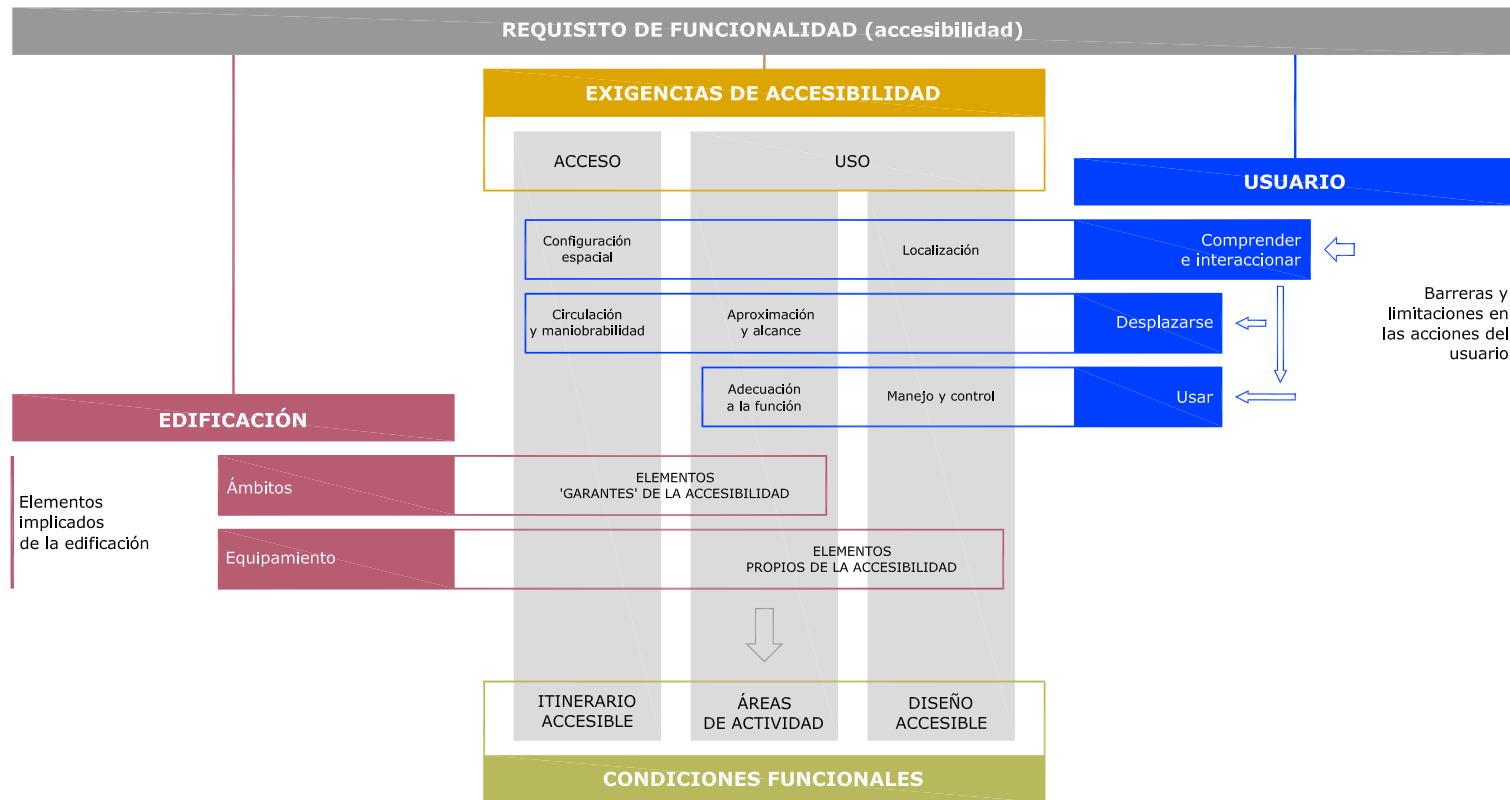 REQUISITO DE FUNCIONALIDAD (accesibilidad)
EXIGENCIAS DE ACCESIBILIDAD
ACCESO
USO
USUARIO
Configuración
espacial
Localización
Comprender
e interaccionar
Circulación
y maniobrabilidad
Aproximación
y alcance
Desplazarse
Barreras y
limitaciones en
las acciones del
usuario
Adecuación
a la función
Manejo y control
Usar
EDIFICACIÓN
Elementos
implicados
de la edificación
Ámbitos
ELEMENTOS
'GARANTES' DE LA ACCESIBILIDAD
Equipamiento
ELEMENTOS
PROPIOS DE LA ACCESIBILIDAD
ITINERARIO
ACCESIBLE
ÁREAS
DE ACTIVIDAD
DISEÑO
ACCESIBLE
CONDICIONES FUNCIONALES